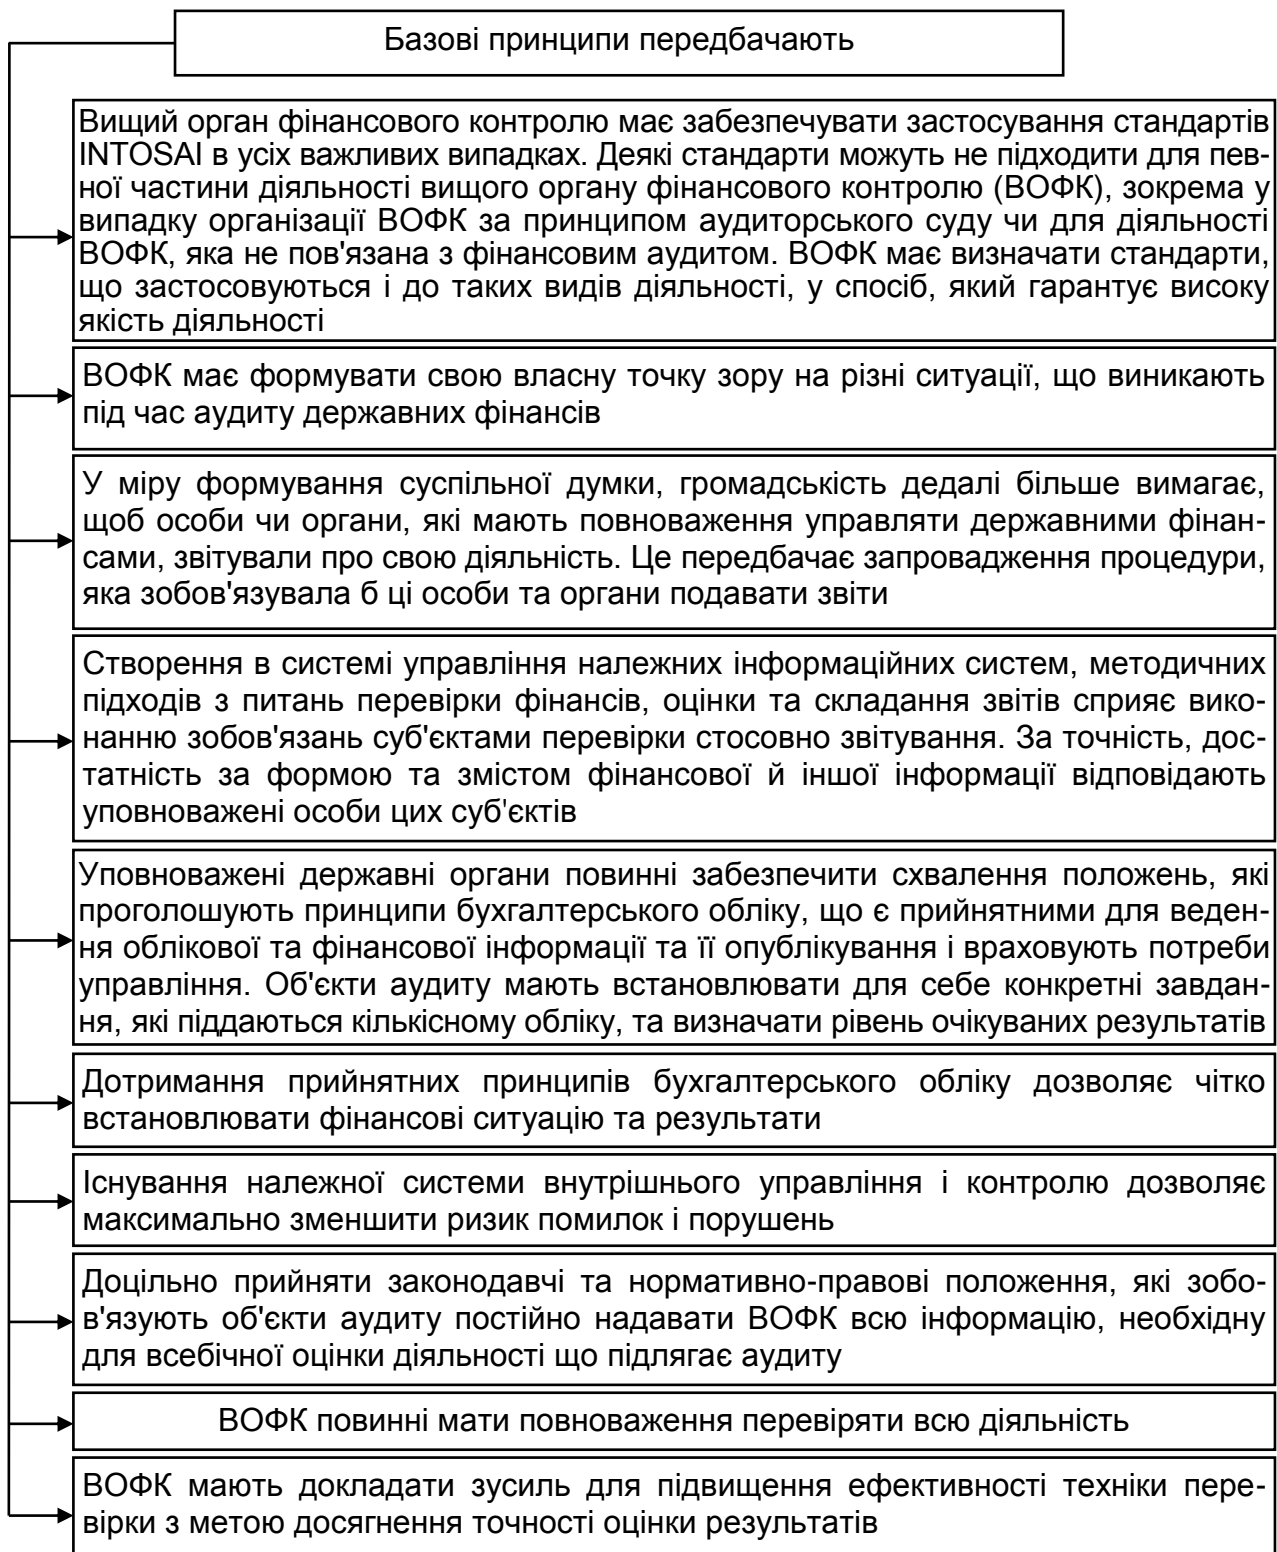 Базові принципи передбачають
Вищий орган фінансового контролю має забезпечувати застосування стандартів
INTOSAI в усіх важливих випадках. Деякі стандарти можуть не підходити для пев-
ної частини діяльності вищого органу фінансового контролю (ВОФК), зокрема у
випадку організації ВОФК за принципом аудиторського суду чи для діяльності
ВОФК, яка не пов'язана з фінансовим аудитом. ВОФК має визначати стандарти,
що застосовуються і до таких видів діяльності, у спосіб, який гарантує високу
якість діяльності
ВОФК має формувати свою власну точку зору на різні ситуації, що виникають
під час аудиту державних фінансів
У міру формування суспільної думки, громадськість дедалі більше вимагає,
щоб особи чи органи, які мають повноваження управляти державними фінан-
сами, звітували про свою діяльність. Це передбачає запровадження процедури,
яка зобов'язувала б ці особи та органи подавати звіти
Створення в системі управління належних інформаційних систем, методичних
підходів з питань перевірки фінансів, оцінки та складання звітів сприяє вико-
нанню зобов'язань суб'єктами перевірки стосовно звітування. За точність, дос-
татність за формою та змістом фінансової й іншої інформації відповідають
уповноважені особи цих суб'єктів
Уповноважені державні органи повинні забезпечити схвалення положень, які
проголошують принципи бухгалтерського обліку, що є прийнятними для веден-
ня облікової та фінансової інформації та її опублікування і враховують потреби
управління. Об'єкти аудиту мають встановлювати для себе конкретні завдан-
ня, які піддаються кількісному обліку, та визначати рівень очікуваних результатів
Дотримання прийнятних принципів бухгалтерського обліку дозволяє чітко
встановлювати фінансові ситуацію та результати
Існування належної системи внутрішнього управління і контролю дозволяє
максимально зменшити ризик помилок і порушень
Доцільно прийняти законодавчі та нормативно-правові положення, які зобо-
в'язують об'єкти аудиту постійно надавати ВОФК всю інформацію, необхідну
для всебічної оцінки діяльності що підлягає аудиту
ВОФК повинні мати повноваження перевіряти всю діяльність
ВОФК мають докладати зусиль для підвищення ефективності техніки пере-
вірки з метою досягнення точності оцінки результатів